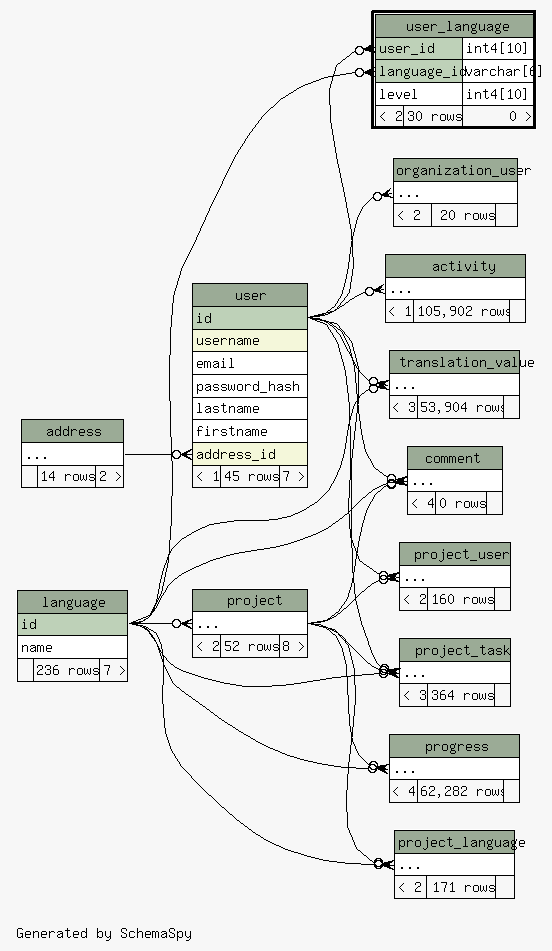 user_language
user_id int4[10]
language_id varchar[6]
level int4[10]
< 2 30 rows 0 >
organization_user
...
< 2 20 rows
activity
...
< 1 105,902 rows
user
id
username
email
password_hash
lastname
firstname
address_id
< 1 45 rows 7 >
translation_value
...
< 3 53,904 rows
address
...
14 rows 2 >
comment
...
< 4 0 rows
project_user
...
< 2 160 rows
language
id
name
236 rows 7 >
project
...
< 2 52 rows 8 >
project_task
...
< 3 364 rows
progress
...
< 4 62,282 rows
project_language
...
< 2 171 rows
Generated by SchemaSpy